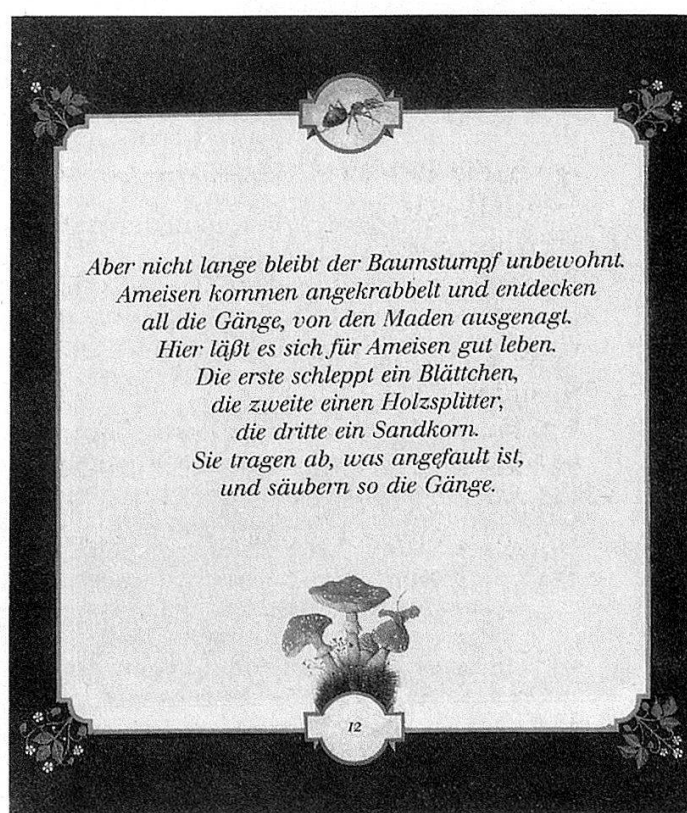 Aber nicht lange bleibt der Baumstumpf unbewohnt.
Ameisen kommen angekrabbelt und entdecken
all die Gänge, von den Maden ausgenagt.
Hier läßt es sich für Ameisen gut leben.
Die erste schleppt ein Blättchen,
die zweite einen Holzsplitter,
die dritte ein Sandkorn.
Sie tragen ab, was angefault ist,
und säubern so die Gänge.
12